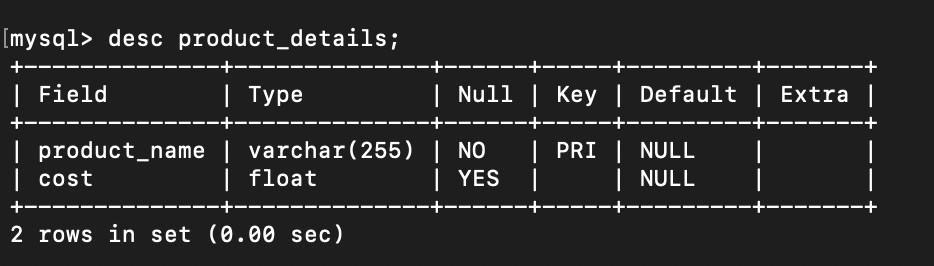 [mysql> desc product_details;
+--------------+--------------+------+-----+---------+-------+
| Field        | Type         | Null | Key | Default | Extra |
+--------------+--------------+------+-----+---------+-------+
| product_name | varchar(255) | NO   | PRI | NULL    |       |
| cost         | float        | YES  |     | NULL    |       |
+--------------+--------------+------+-----+---------+-------+
2 rows in set (0.00 sec)